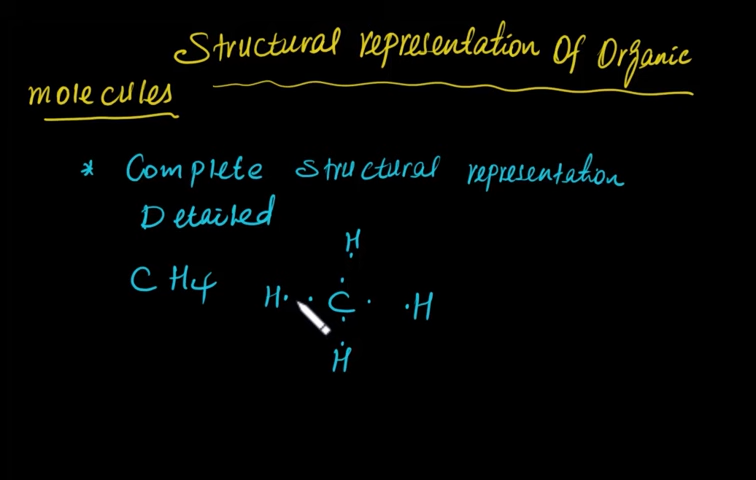 Structural representation Of Organic
molecules
* Complete structural representation
Detailed
H
CH4 H· ·C· ·H
H